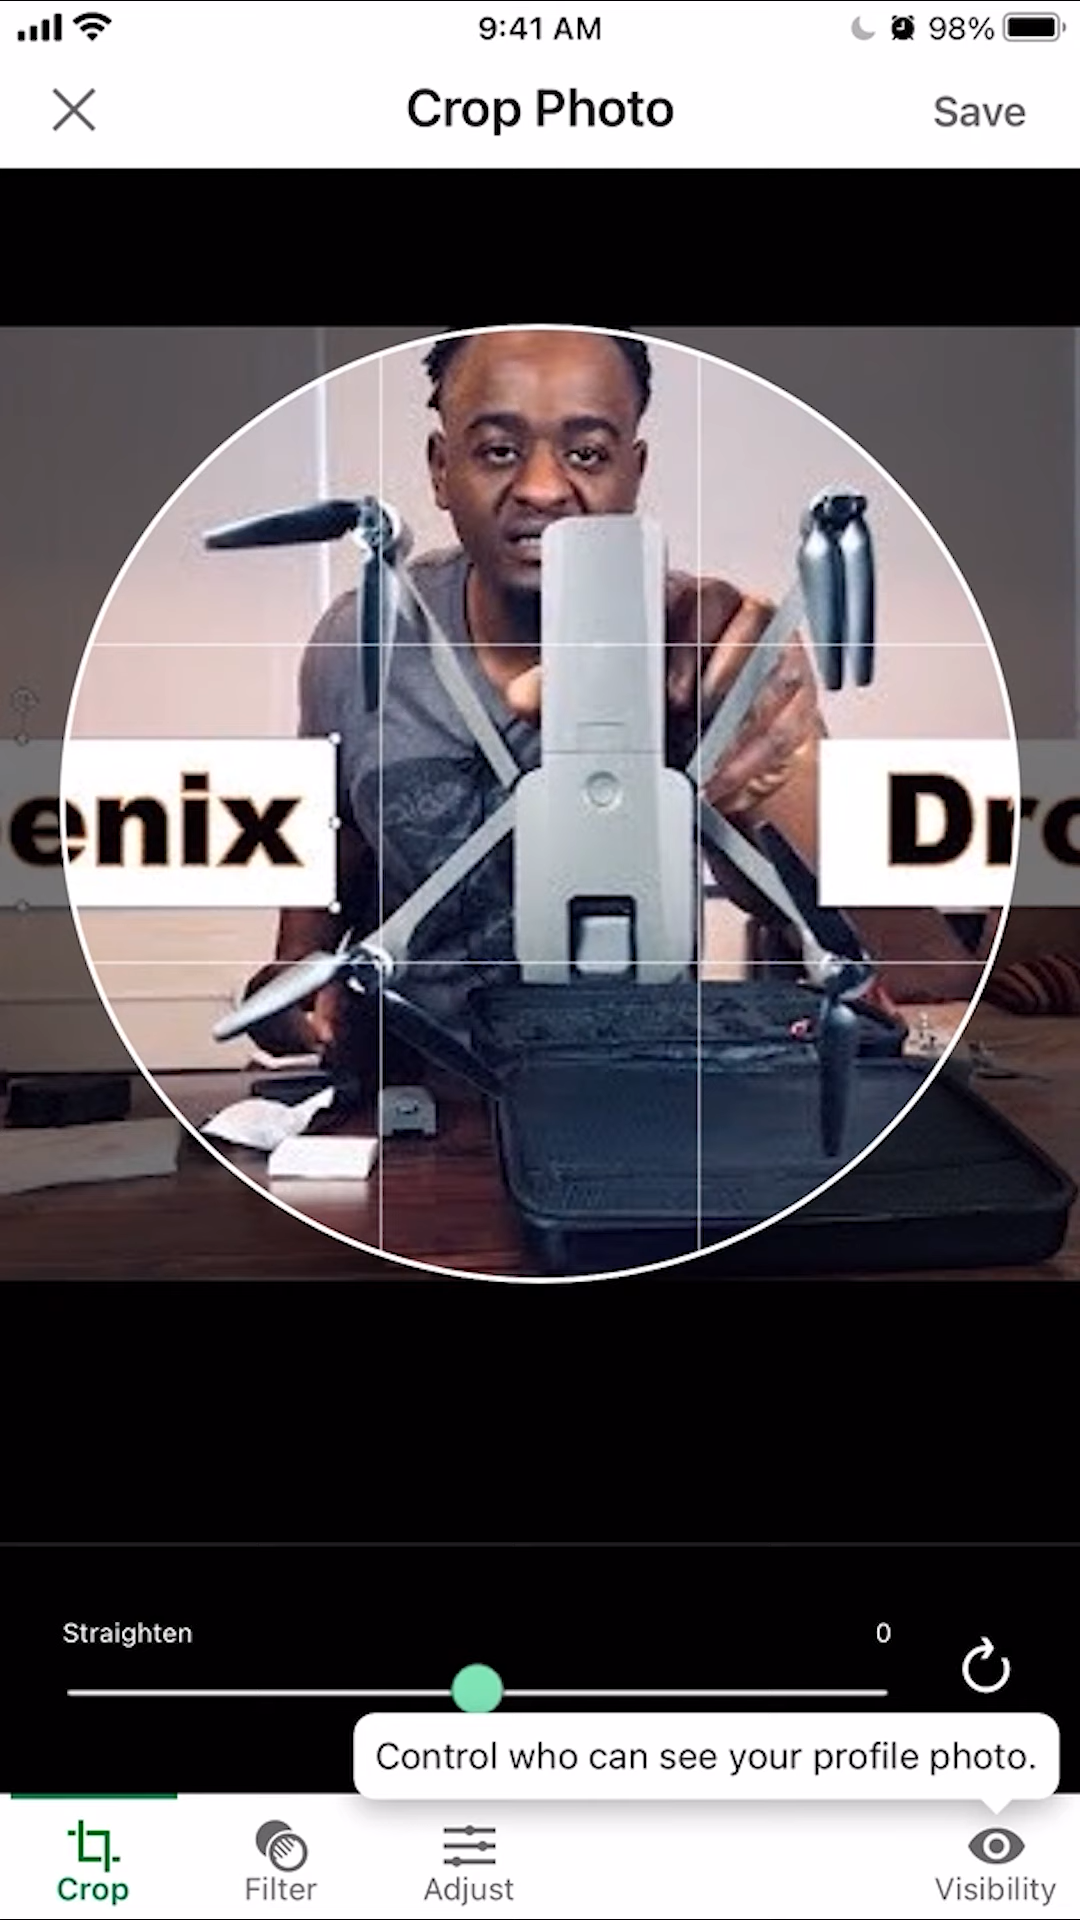 9:41 AM
98%
Crop Photo
Save
enix
Dro
Straighten
0
Control who can see your profile photo.
Crop
Filter
Adjust
Visibility